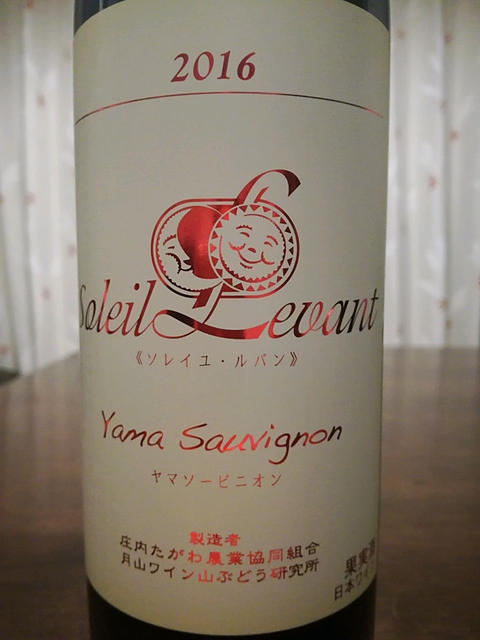 2016
Soleil Levant
《ソレイユ・ルバン》
Yama Sauvignon
ヤマソービニオン
製造者
庄内たがわ農業協同組合
月山ワイン山ぶどう研究所
果実酒
日本ワイン